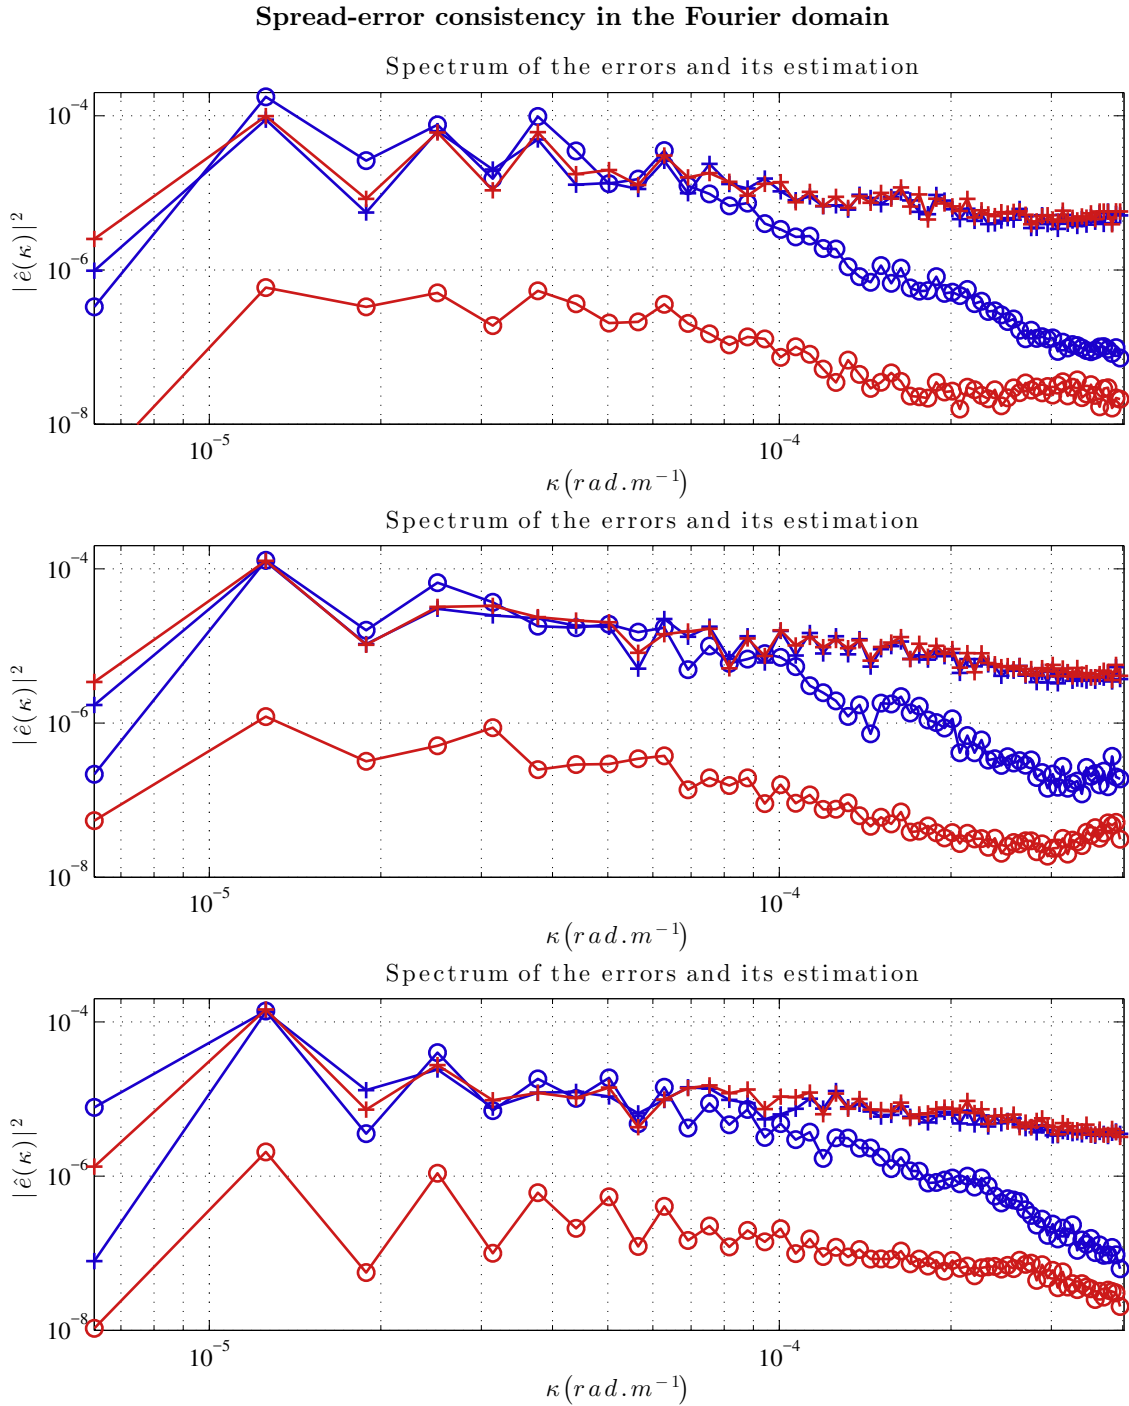 Spread-error consistency in the Fourier domain
Spectrum of the errors and its estimation
10⁻⁴
10⁻⁶
10⁻⁸
|ê(κ)|²
10⁻⁵
10⁻⁴
κ(rad.m⁻¹)
Spectrum of the errors and its estimation
10⁻⁴
10⁻⁶
10⁻⁸
|ê(κ)|²
10⁻⁵
10⁻⁴
κ(rad.m⁻¹)
Spectrum of the errors and its estimation
10⁻⁴
10⁻⁶
10⁻⁸
|ê(κ)|²
10⁻⁵
10⁻⁴
κ(rad.m⁻¹)